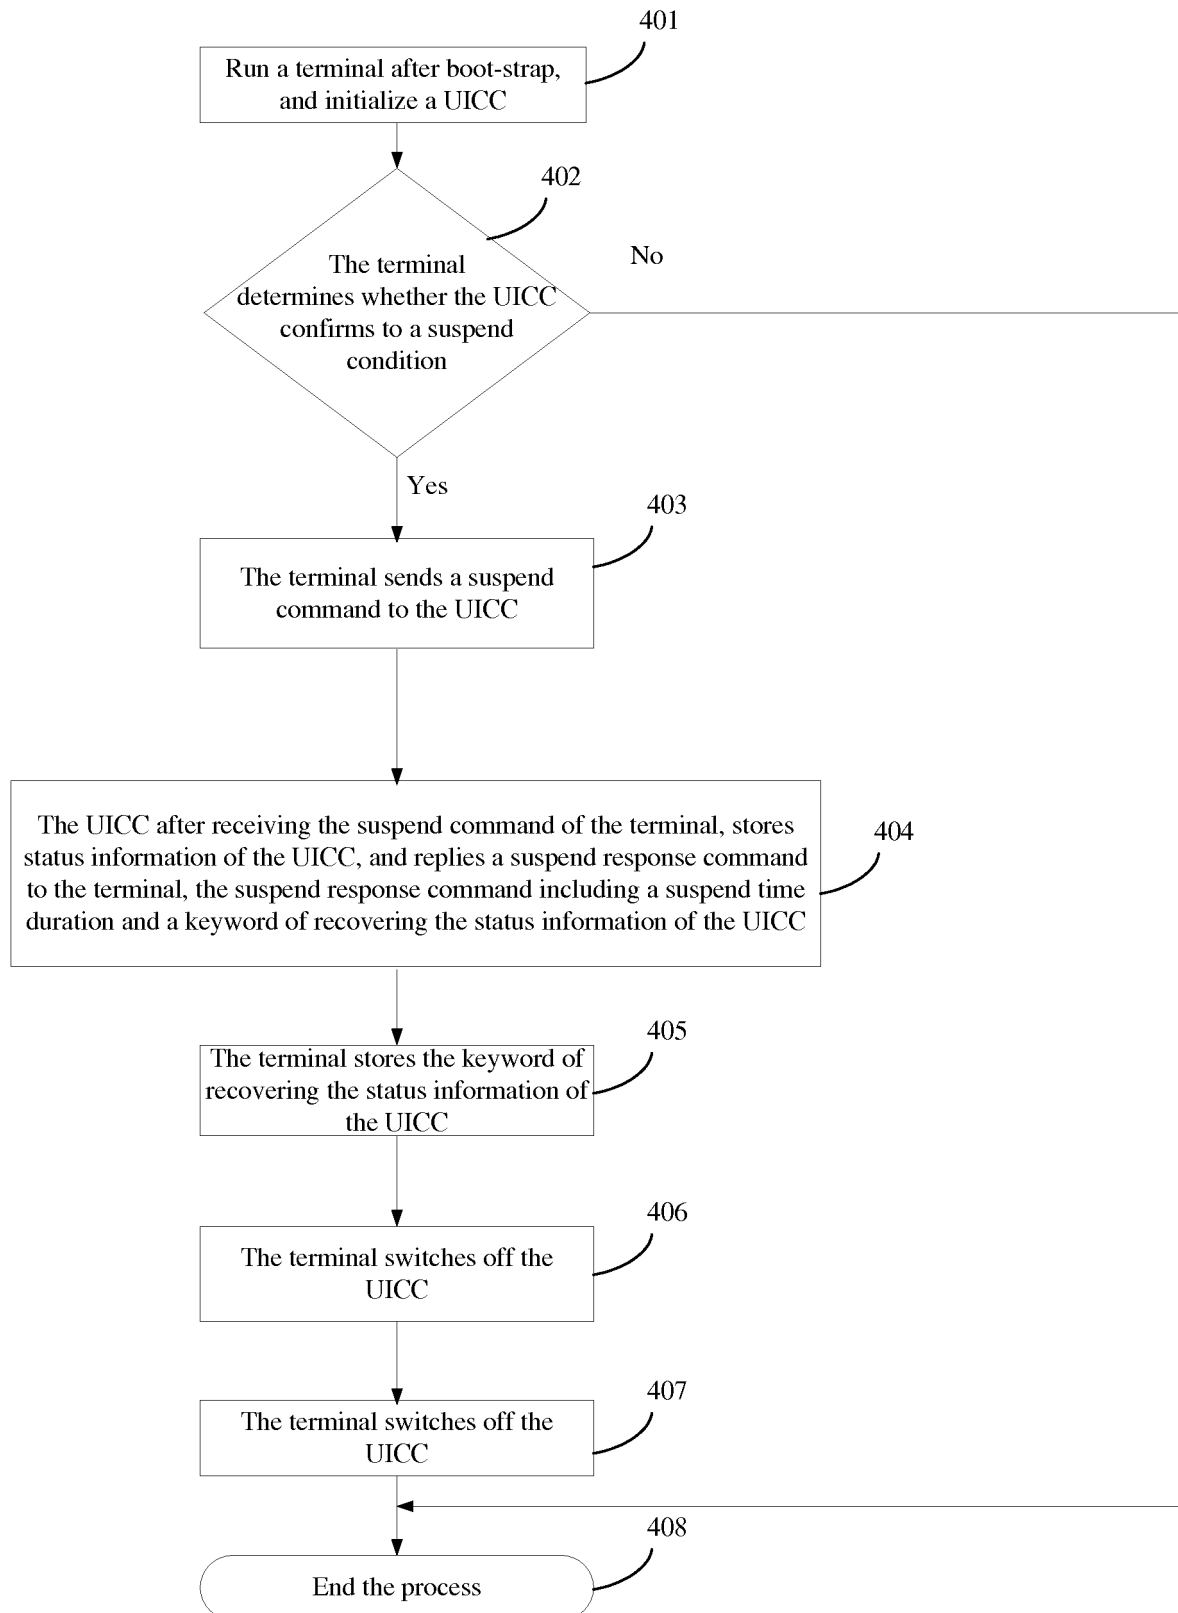 401
Run a terminal after boot-strap,
and initialize a UICC
402
No
The terminal
determines whether the UICC
confirms to a suspend
condition
Yes
403
The terminal sends a suspend
command to the UICC
404
The UICC after receiving the suspend command of the terminal, stores
status information of the UICC, and replies a suspend response command
to the terminal, the suspend response command including a suspend time
duration and a keyword of recovering the status information of the UICC
405
The terminal stores the keyword of
recovering the status information of
the UICC
406
The terminal switches off the
UICC
407
The terminal switches off the
UICC
408
End the process